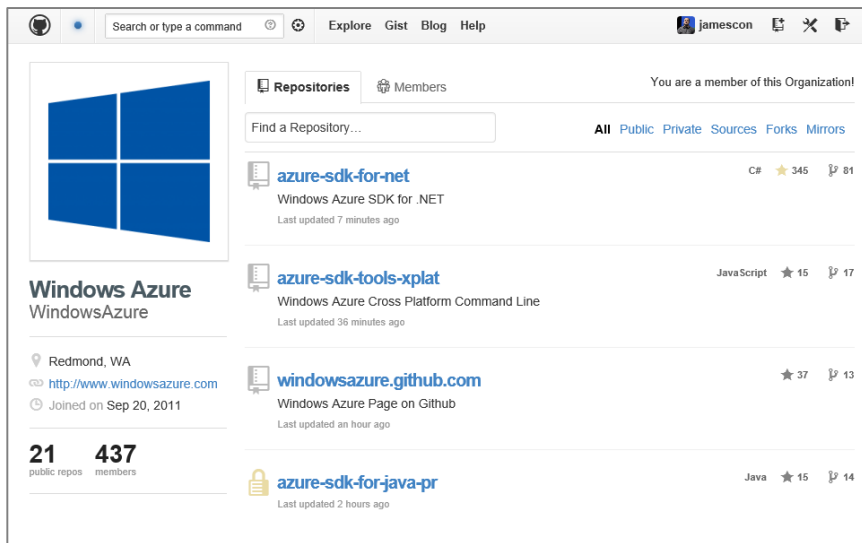 Search or type a command
Explore Gist Blog Help
jamescon
Repositories
Members
You are a member of this Organization!
Find a Repository…
All Public Private Sources Forks Mirrors
azure-sdk-for-net
C# 345 81
Windows Azure SDK for .NET
Last updated 7 minutes ago
azure-sdk-tools-xplat
JavaScript 15 17
Windows Azure Cross Platform Command Line
Last updated 36 minutes ago
windowsazure.github.com
37 13
Windows Azure Page on Github
Last updated an hour ago
azure-sdk-for-java-pr
Java 15 14
Last updated 2 hours ago
Windows Azure
WindowsAzure
Redmond, WA
http://www.windowsazure.com
Joined on Sep 20, 2011
21 437
public repos members